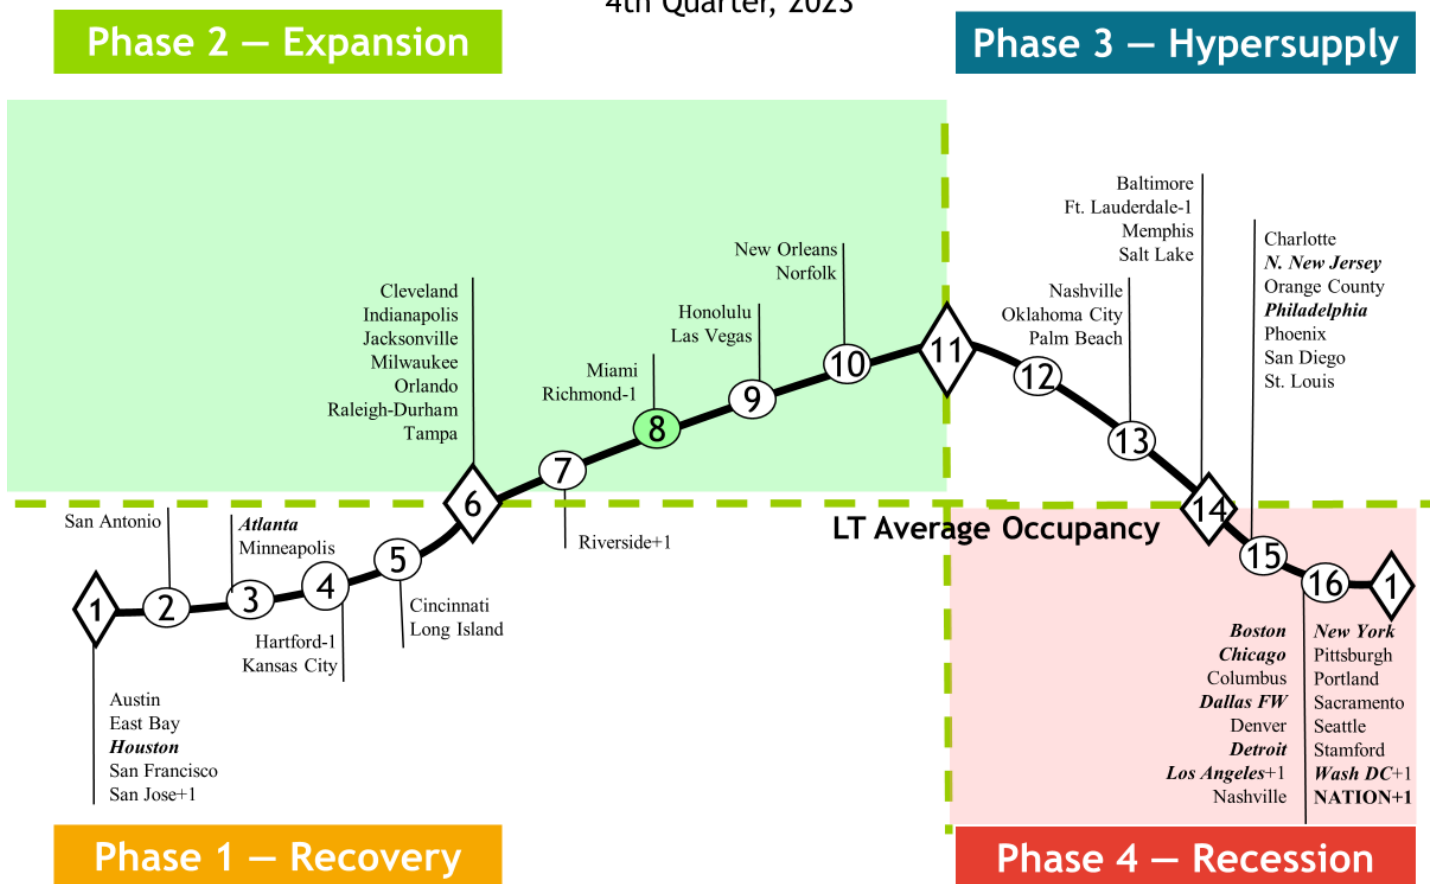 4th Quarter, 2023
Phase 2 — Expansion
Phase 3 — Hypersupply
Baltimore
Ft. Lauderdale-1
Memphis
Salt Lake
Charlotte
N. New Jersey
Orange County
Philadelphia
Phoenix
San Diego
St. Louis
New Orleans
Norfolk
Nashville
Oklahoma City
Palm Beach
Cleveland
Indianapolis
Jacksonville
Milwaukee
Orlando
Raleigh-Durham
Tampa
Honolulu
Las Vegas
Miami
Richmond-1
11
10
12
9
8
13
7
6
14
LT Average Occupancy
San Antonio
Atlanta
Minneapolis
Riverside+1
5
15
4
16
1
3
2
1
Cincinnati
Long Island
Hartford-1
Kansas City
Austin
East Bay
Houston
San Francisco
San Jose+1
Boston
Chicago
Columbus
Dallas FW
Denver
Detroit
Los Angeles+1
Nashville
New York
Pittsburgh
Portland
Sacramento
Seattle
Stamford
Wash DC+1
NATION+1
Phase 1 — Recovery
Phase 4 — Recession